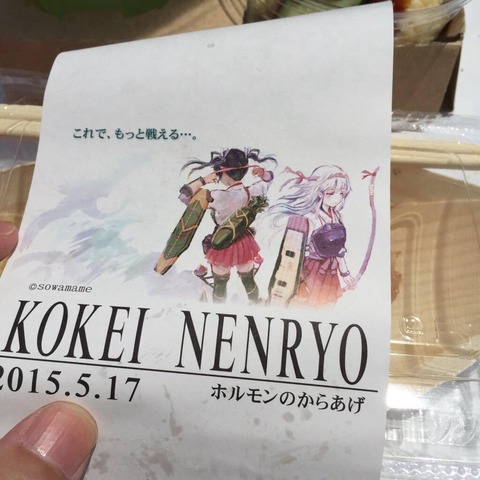 これで、もっと戦える…。
©sowamame
KOKEI NENRYO
2015.5.17
ホルモンのからあげ